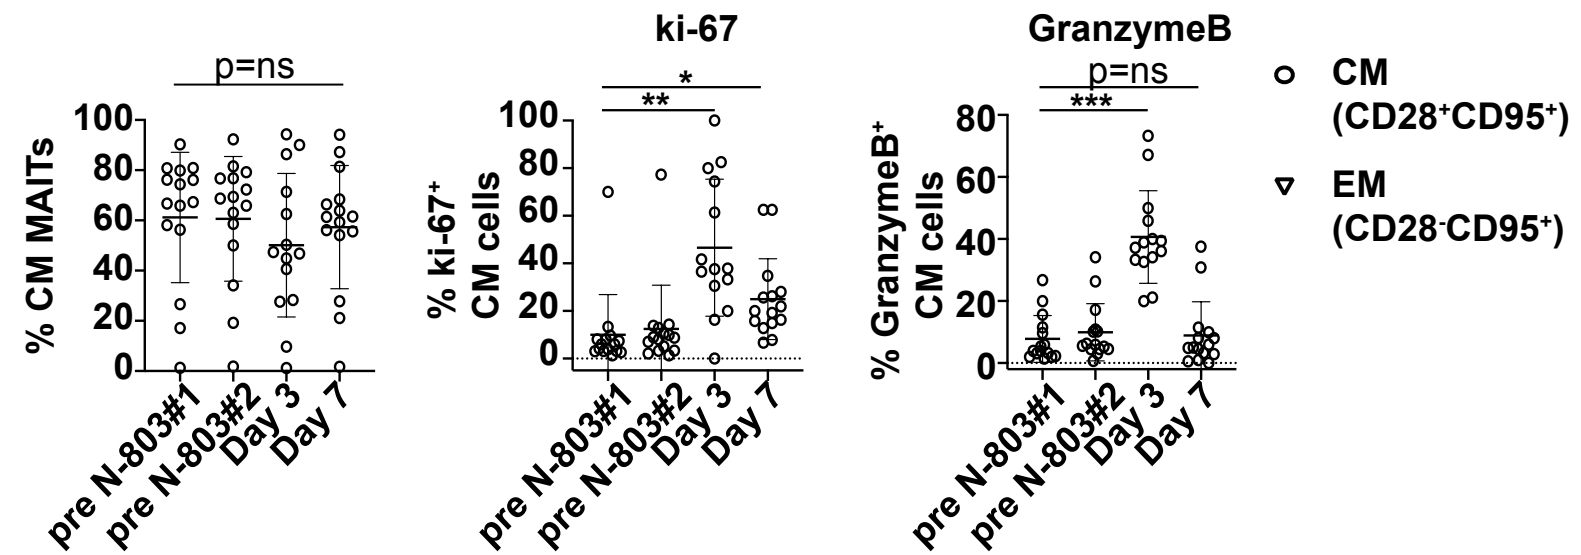 p=ns
% CM MAITs
100
80
60
40
20
0
pre N-803#1
pre N-803#2
Day 3
Day 7
ki-67
*
**
% ki-67⁺
CM cells
100
80
60
40
20
0
pre N-803#1
pre N-803#2
Day 3
Day 7
GranzymeB
p=ns
***
% GranzymeB⁺
CM cells
80
60
40
20
0
pre N-803#1
pre N-803#2
Day 3
Day 7
CM
(CD28⁺CD95⁺)
EM
(CD28⁻CD95⁺)